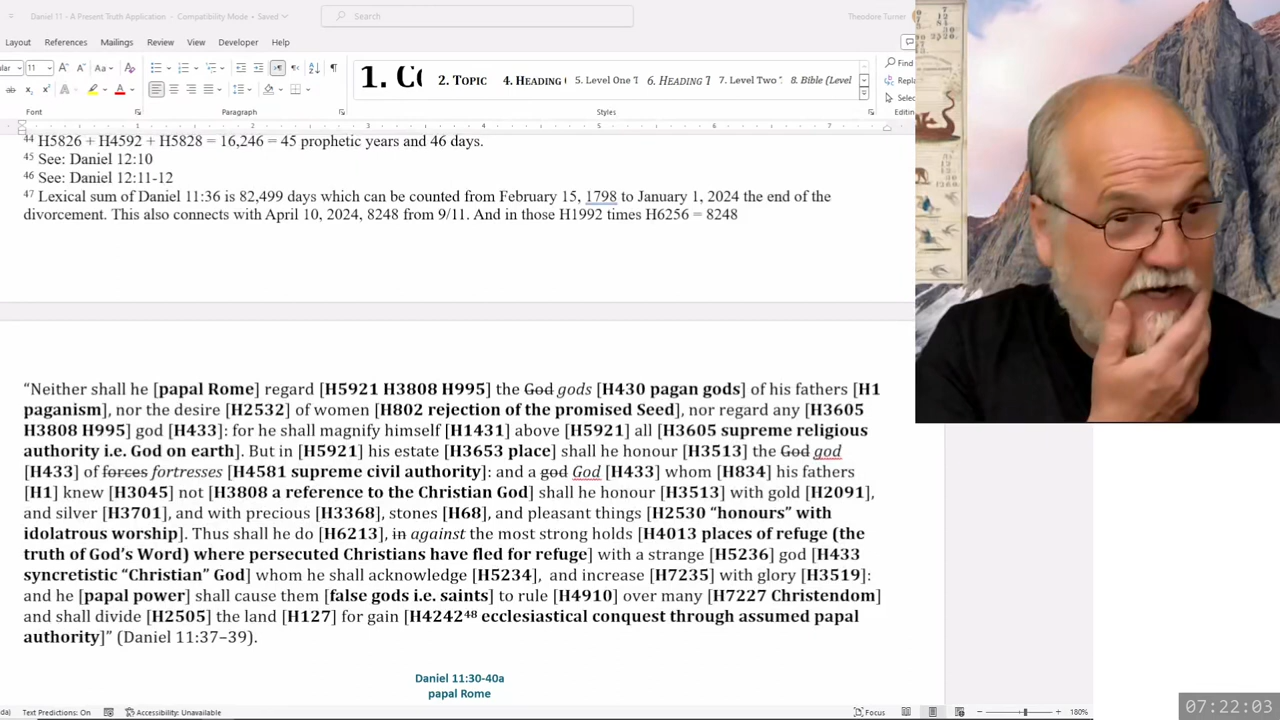 Daniel 11 - A Present Truth Application - Compatibility Mode • Saved
Search
Theodore Turner
Layout References Mailings Review View Developer Help
11
Aa
Find
1. Co
2. TOPIC
4. HEADING
5. Level One T
6. HEADING T
7. Level Two
8. Bible (Level
Font
Paragraph
Styles
Editin
1 2 3 4 5 6 7
44 H5826 + H4592 + H5828 = 16,246 = 45 prophetic years and 46 days.
45 See: Daniel 12:10
46 See: Daniel 12:11-12
47 Lexical sum of Daniel 11:36 is 82,499 days which can be counted from February 15, 1798 to January 1, 2024 the end of the
divorcement. This also connects with April 10, 2024, 8248 from 9/11. And in those H1992 times H6256 = 8248
“Neither shall he [papal Rome] regard [H5921 H3808 H995] the God gods [H430 pagan gods] of his fathers [H1
paganism], nor the desire [H2532] of women [H802 rejection of the promised Seed], nor regard any [H3605
H3808 H995] god [H433]: for he shall magnify himself [H1431] above [H5921] all [H3605 supreme religious
authority i.e. God on earth]. But in [H5921] his estate [H3653 place] shall he honour [H3513] the God god
[H433] of forces fortresses [H4581 supreme civil authority]: and a god God [H433] whom [H834] his fathers
[H1] knew [H3045] not [H3808 a reference to the Christian God] shall he honour [H3513] with gold [H2091],
and silver [H3701], and with precious [H3368], stones [H68], and pleasant things [H2530 “honours” with
idolatrous worship]. Thus shall he do [H6213], in against the most strong holds [H4013 places of refuge (the
truth of God’s Word) where persecuted Christians have fled for refuge] with a strange [H5236] god [H433
syncretistic “Christian” God] whom he shall acknowledge [H5234], and increase [H7235] with glory [H3519]:
and he [papal power] shall cause them [false gods i.e. saints] to rule [H4910] over many [H7227 Christendom]
and shall divide [H2505] the land [H127] for gain [H424248 ecclesiastical conquest through assumed papal
authority]” (Daniel 11:37–39).
Daniel 11:30-40a
papal Rome
Text Predictions: On
Accessibility: Unavailable
Focus
180%
07:22:03